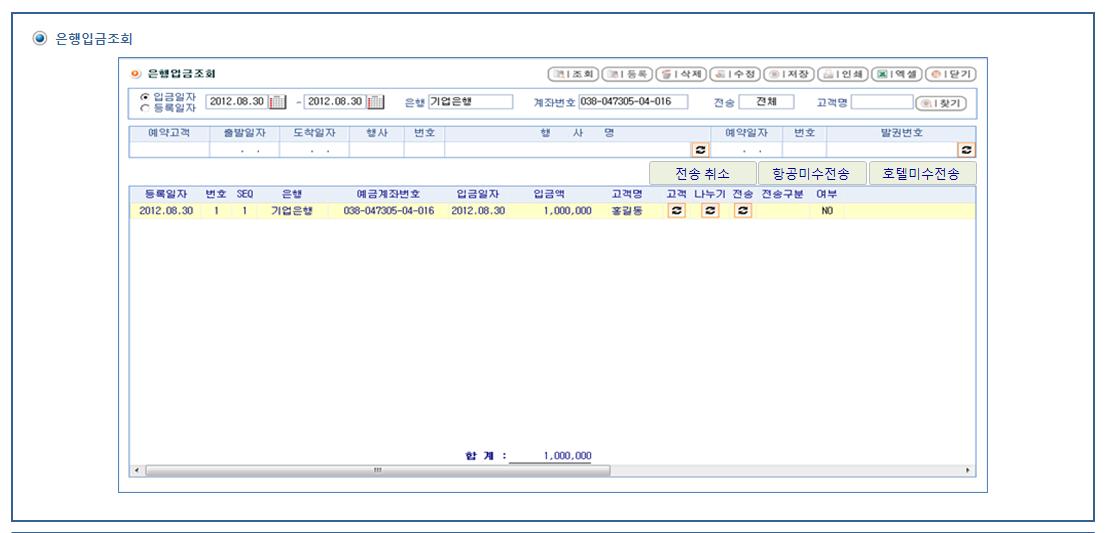 은행입금조회
은행입금조회 조회 등록 삭제 수정 저장 인쇄 엑셀 닫기
입금일자 2012.08.30 ~ 2012.08.30 은행 기업은행 계좌번호 038-047305-04-016 전송 전체 고객명 찾기
등록일자
예약고객 출발일자 도착일자 행사 번호 행 사 명 예약일자 번호 발권번호
. . . . . .
전송 취소 항공미수전송 호텔미수전송
등록일자 번호 SEQ 은행 예금계좌번호 입금일자 입금액 고객명 고객 나누기 전송 전송구분 여부
2012.08.30 1 1 기업은행 038-047305-04-016 2012.08.30 1,000,000 홍길동 NO
합 계 : 1,000,000